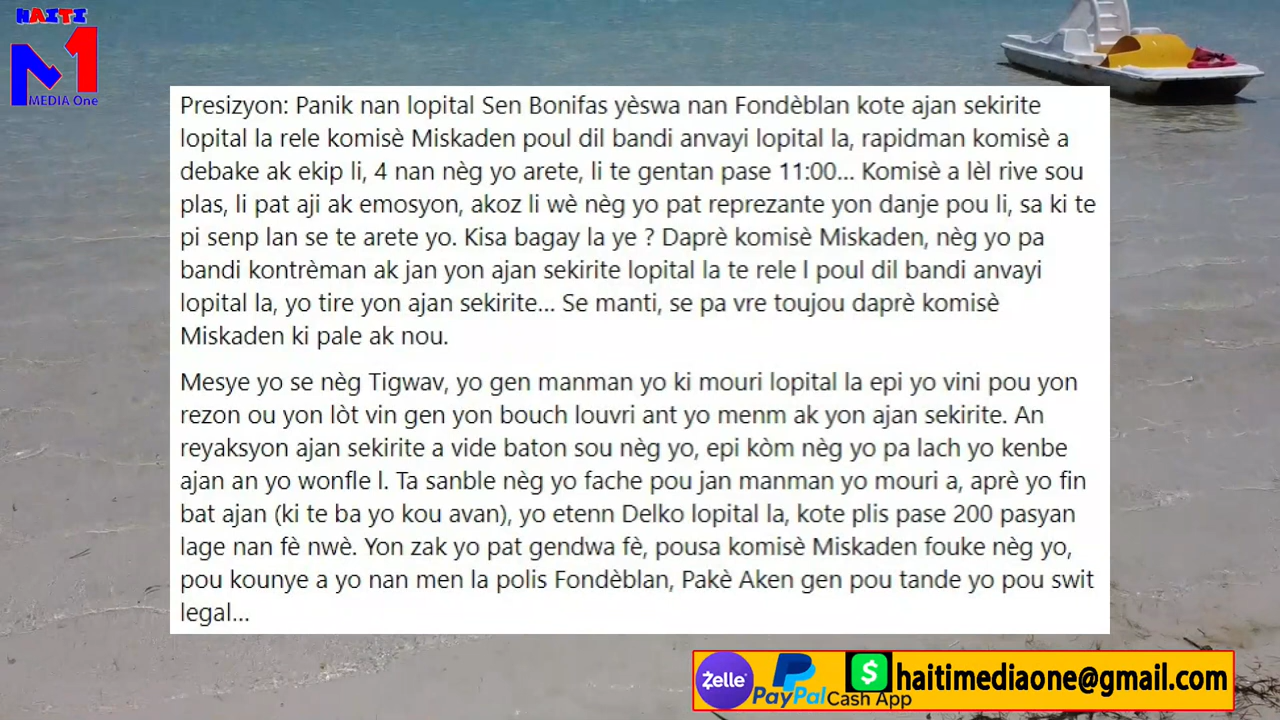 HAITI
M1
MEDIA One
Presizyon: Panik nan lopital Sen Bonifas yèswa nan Fondèblan kote ajan sekirite
lopital la rele komisè Miskaden poul dil bandi anvayi lopital la, rapidman komisè a
debake ak ekip li, 4 nan nèg yo arete, li te gentan pase 11:00... Komisè a lèl rive sou
plas, li pat aji ak emosyon, akoz li wè nèg yo pat reprezante yon danje pou li, sa ki te
pi senp lan se te arete yo. Kisa bagay la ye ? Daprè komisè Miskaden, nèg yo pa
bandi kontrèman ak jan yon ajan sekirite lopital la te rele l poul dil bandi anvayi
lopital la, yo tire yon ajan sekirite... Se manti, se pa vre toujou daprè komisè
Miskaden ki pale ak nou.
Mesye yo se nèg Tigwav, yo gen manman yo ki mouri lopital la epi yo vini pou yon
rezon ou yon lòt vin gen yon bouch louvri ant yo menm ak yon ajan sekirite. An
reyaksyon ajan sekirite a vide baton sou nèg yo, epi kòm nèg yo pa lach yo kenbe
ajan an yo wonfle l. Ta sanble nèg yo fache pou jan manman yo mouri a, aprè yo fin
bat ajan (ki te ba yo kou avan), yo etenn Delko lopital la, kote plis pase 200 pasyan
lage nan fè nwè. Yon zak yo pat gendwa fè, pousa komisè Miskaden fouke nèg yo,
pou kounye a yo nan men la polis Fondèblan, Pakè Aken gen pou tande yo pou swit
legal...
Zelle
PayPal
$
Cash App
haitimediaone@gmail.com